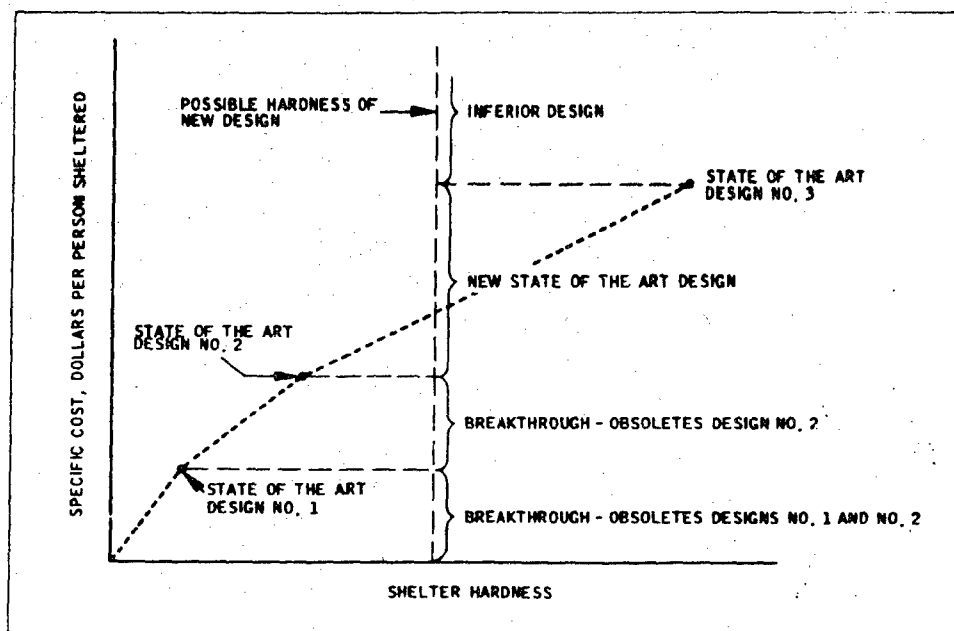 SPECIFIC COST, DOLLARS PER PERSON SHELTERED
POSSIBLE HARDNESS OF
NEW DESIGN
INFERIOR DESIGN
STATE OF THE ART
DESIGN NO. 3
NEW STATE OF THE ART DESIGN
STATE OF THE ART
DESIGN NO. 2
BREAKTHROUGH - OBSOLETES DESIGN NO. 2
STATE OF THE ART
DESIGN NO. 1
BREAKTHROUGH - OBSOLETES DESIGNS NO. 1 AND NO. 2
SHELTER HARDNESS